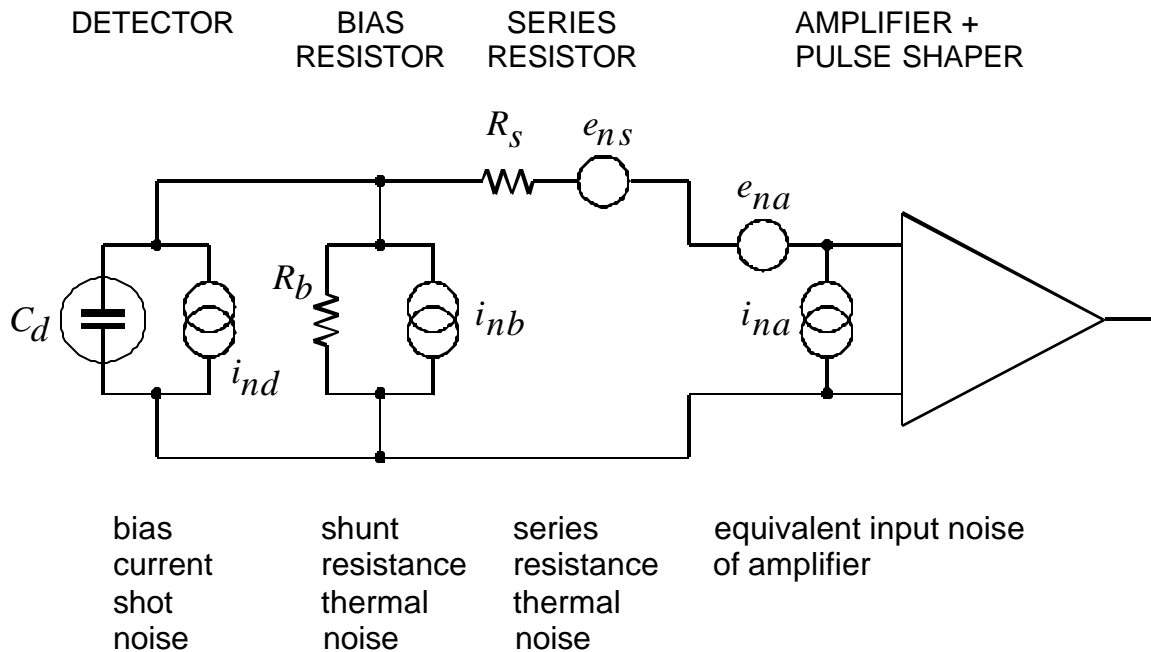 DETECTOR
BIAS
RESISTOR
SERIES
RESISTOR
AMPLIFIER +
PULSE SHAPER
R_s
e_ns
e_na
C_d
i_nd
R_b
i_nb
i_na
bias
current
shot
noise
shunt
resistance
thermal
noise
series
resistance
thermal
noise
equivalent input noise
of amplifier